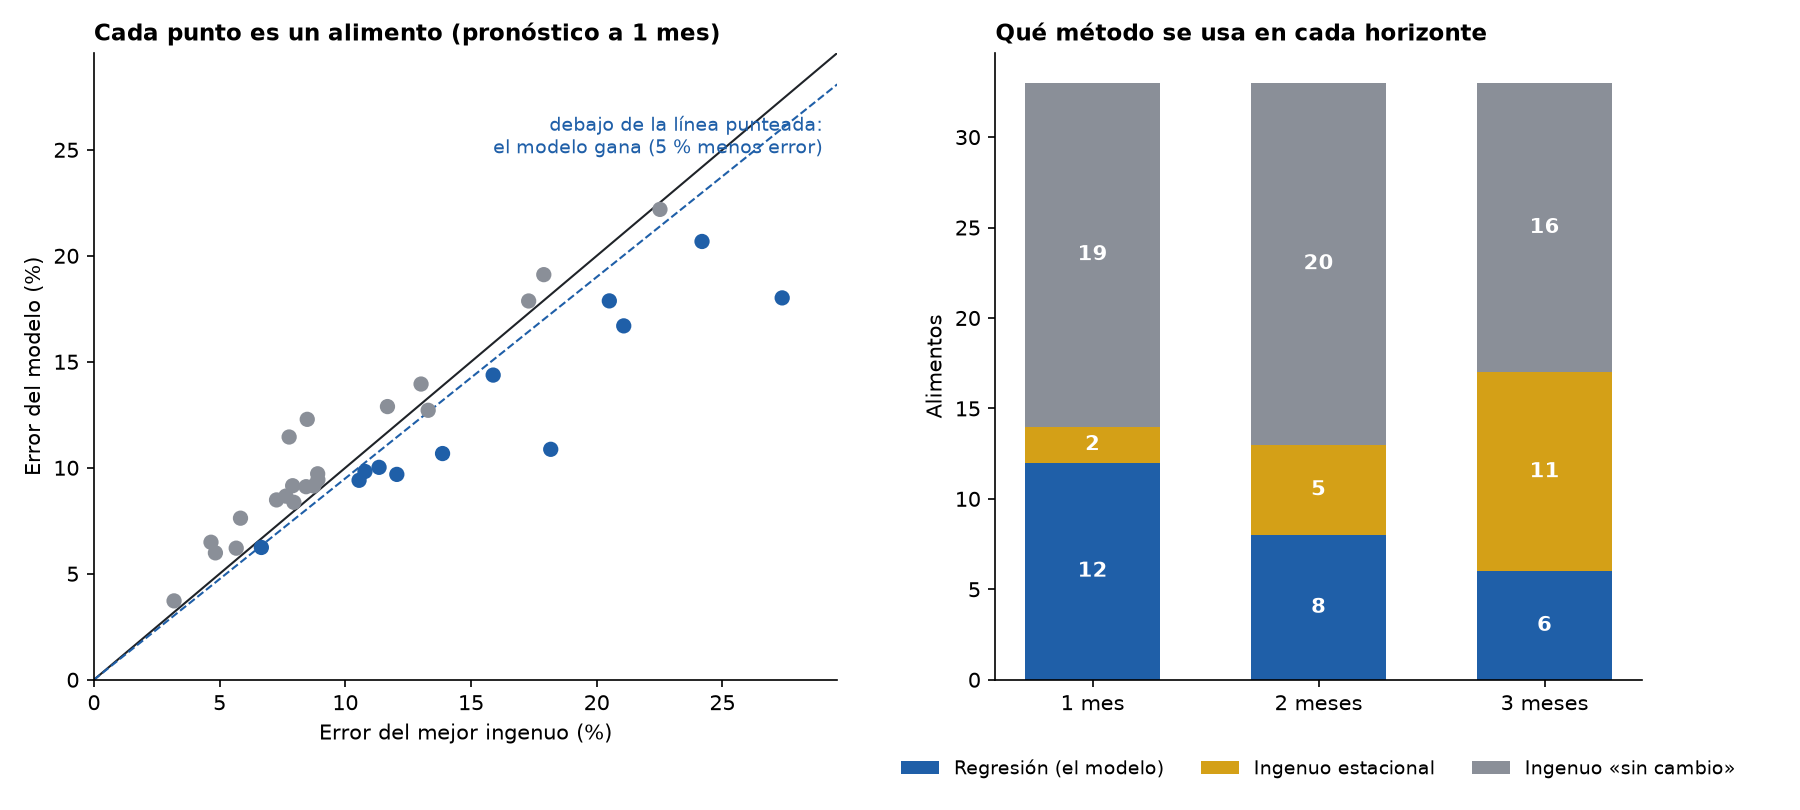 Cada punto es un alimento (pronóstico a 1 mes)
debajo de la línea punteada:
el modelo gana (5 % menos error)
Error del modelo (%)
25
20
15
10
5
0
0 5 10 15 20 25
Error del mejor ingenuo (%)
Qué método se usa en cada horizonte
Alimentos
30
25
20
15
10
5
0
19
2
12
20
5
8
16
11
6
1 mes 2 meses 3 meses
Regresión (el modelo) Ingenuo estacional Ingenuo «sin cambio»